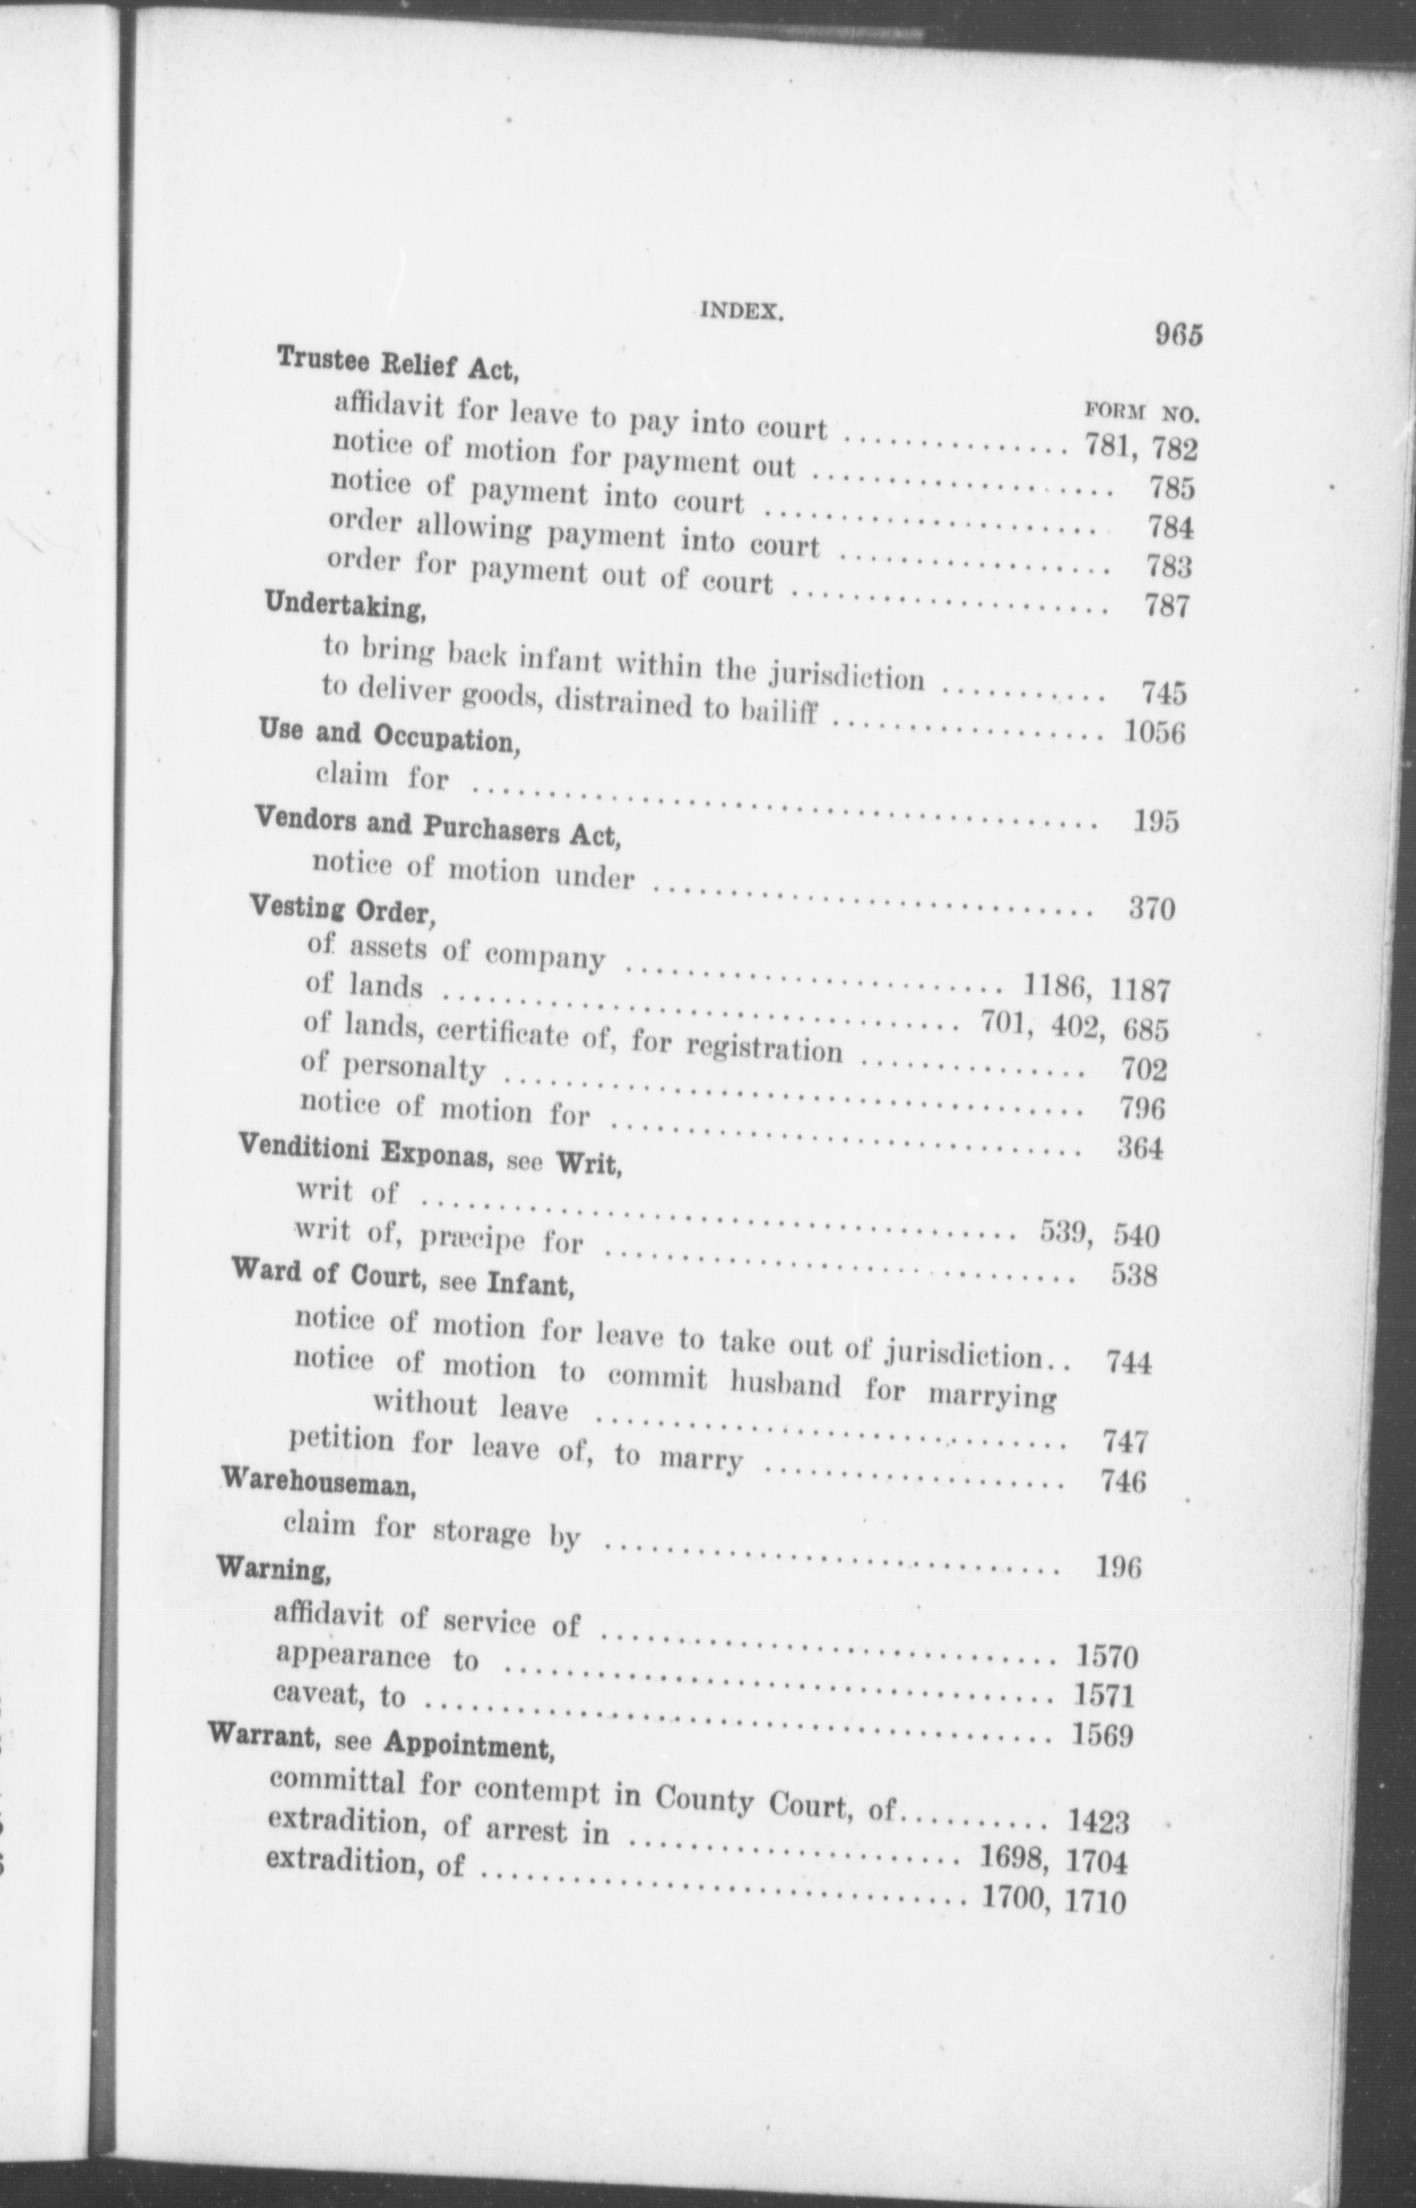 INDEX. 965
Trustee Relief Act,
FORM NO.
affidavit for leave to pay into court ............... 781, 782
notice of motion for payment out .................... 785
notice of payment into court ...................... 784
order allowing payment into court .................. 783
order for payment out of court ..................... 787
Undertaking,
to bring back infant within the jurisdiction ........... 745
to deliver goods, distrained to bailiff .................. 1056
Use and Occupation,
claim for ......................................... 195
Vendors and Purchasers Act,
notice of motion under ............................. 370
Vesting Order,
of assets of company ......................... 1186, 1187
of lands .................................. 701, 402, 685
of lands, certificate of, for registration ............... 702
of personalty ...................................... 796
notice of motion for ............................... 364
Venditioni Exponas, see Writ,
writ of ....................................... 539, 540
writ of, præcipe for ............................... 538
Ward of Court, see Infant,
notice of motion for leave to take out of jurisdiction.. 744
notice of motion to commit husband for marrying
without leave ............................... 747
petition for leave of, to marry .................... 746
Warehouseman,
claim for storage by .............................. 196
Warning,
affidavit of service of .............................. 1570
appearance to .................................... 1571
caveat, to ......................................... 1569
Warrant, see Appointment,
committal for contempt in County Court, of.......... 1423
extradition, of arrest in ...................... 1698, 1704
extradition, of ................................ 1700, 1710